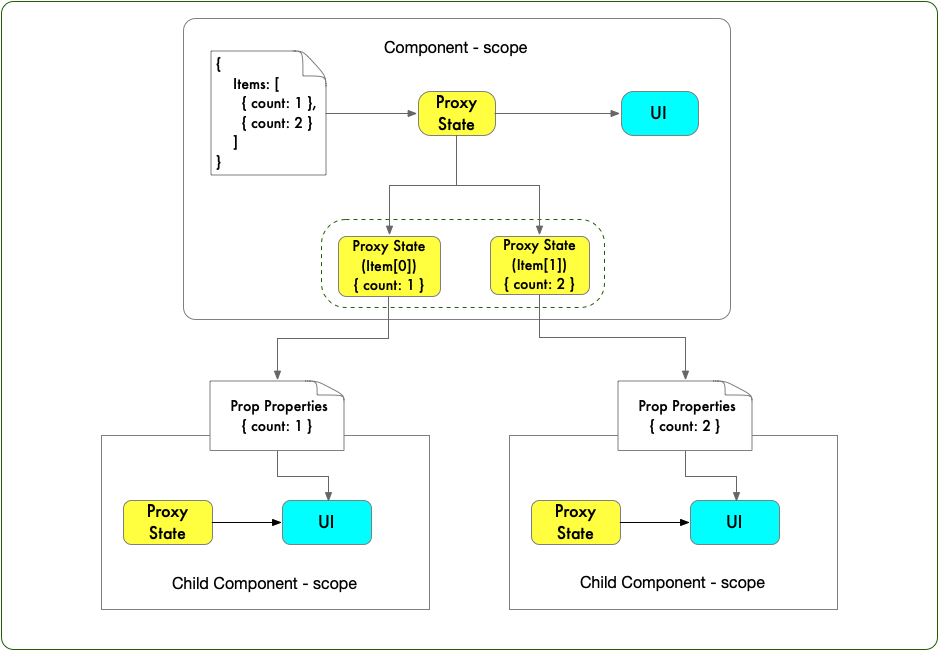 Component - scope
{
Items: [
{ count: 1 },
{ count: 2 }
]
}
Proxy
State
UI
Proxy State
(Item[0])
{ count: 1 }
Proxy State
(Item[1])
{ count: 2 }
Prop Properties
{ count: 1 }
Prop Properties
{ count: 2 }
Proxy
State
UI
Child Component - scope
Proxy
State
UI
Child Component - scope